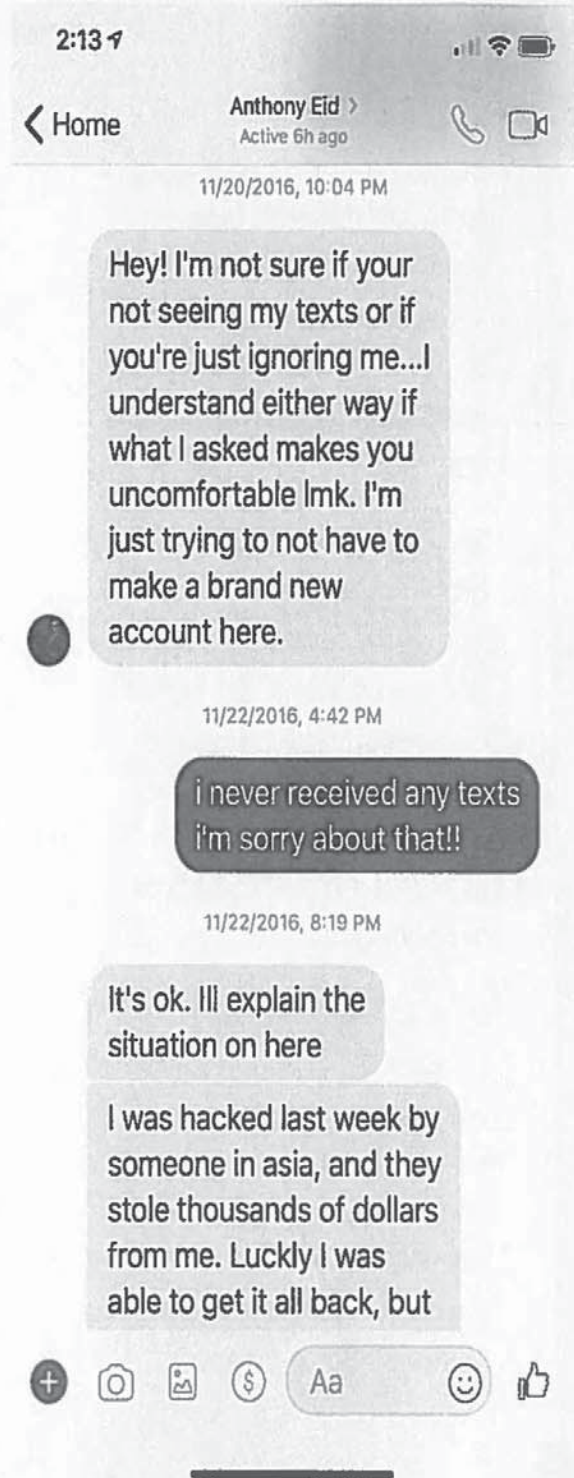 2:13
Home
Anthony Eid
Active 6h ago
11/20/2016, 10:04 PM
Hey! I'm not sure if your
not seeing my texts or if
you're just ignoring me...I
understand either way if
what I asked makes you
uncomfortable lmk. I'm
just trying to not have to
make a brand new
account here.
11/22/2016, 4:42 PM
i never received any texts
i'm sorry about that!!
11/22/2016, 8:19 PM
It's ok. Ill explain the
situation on here
I was hacked last week by
someone in asia, and they
stole thousands of dollars
from me. Luckly I was
able to get it all back, but
$
Aa